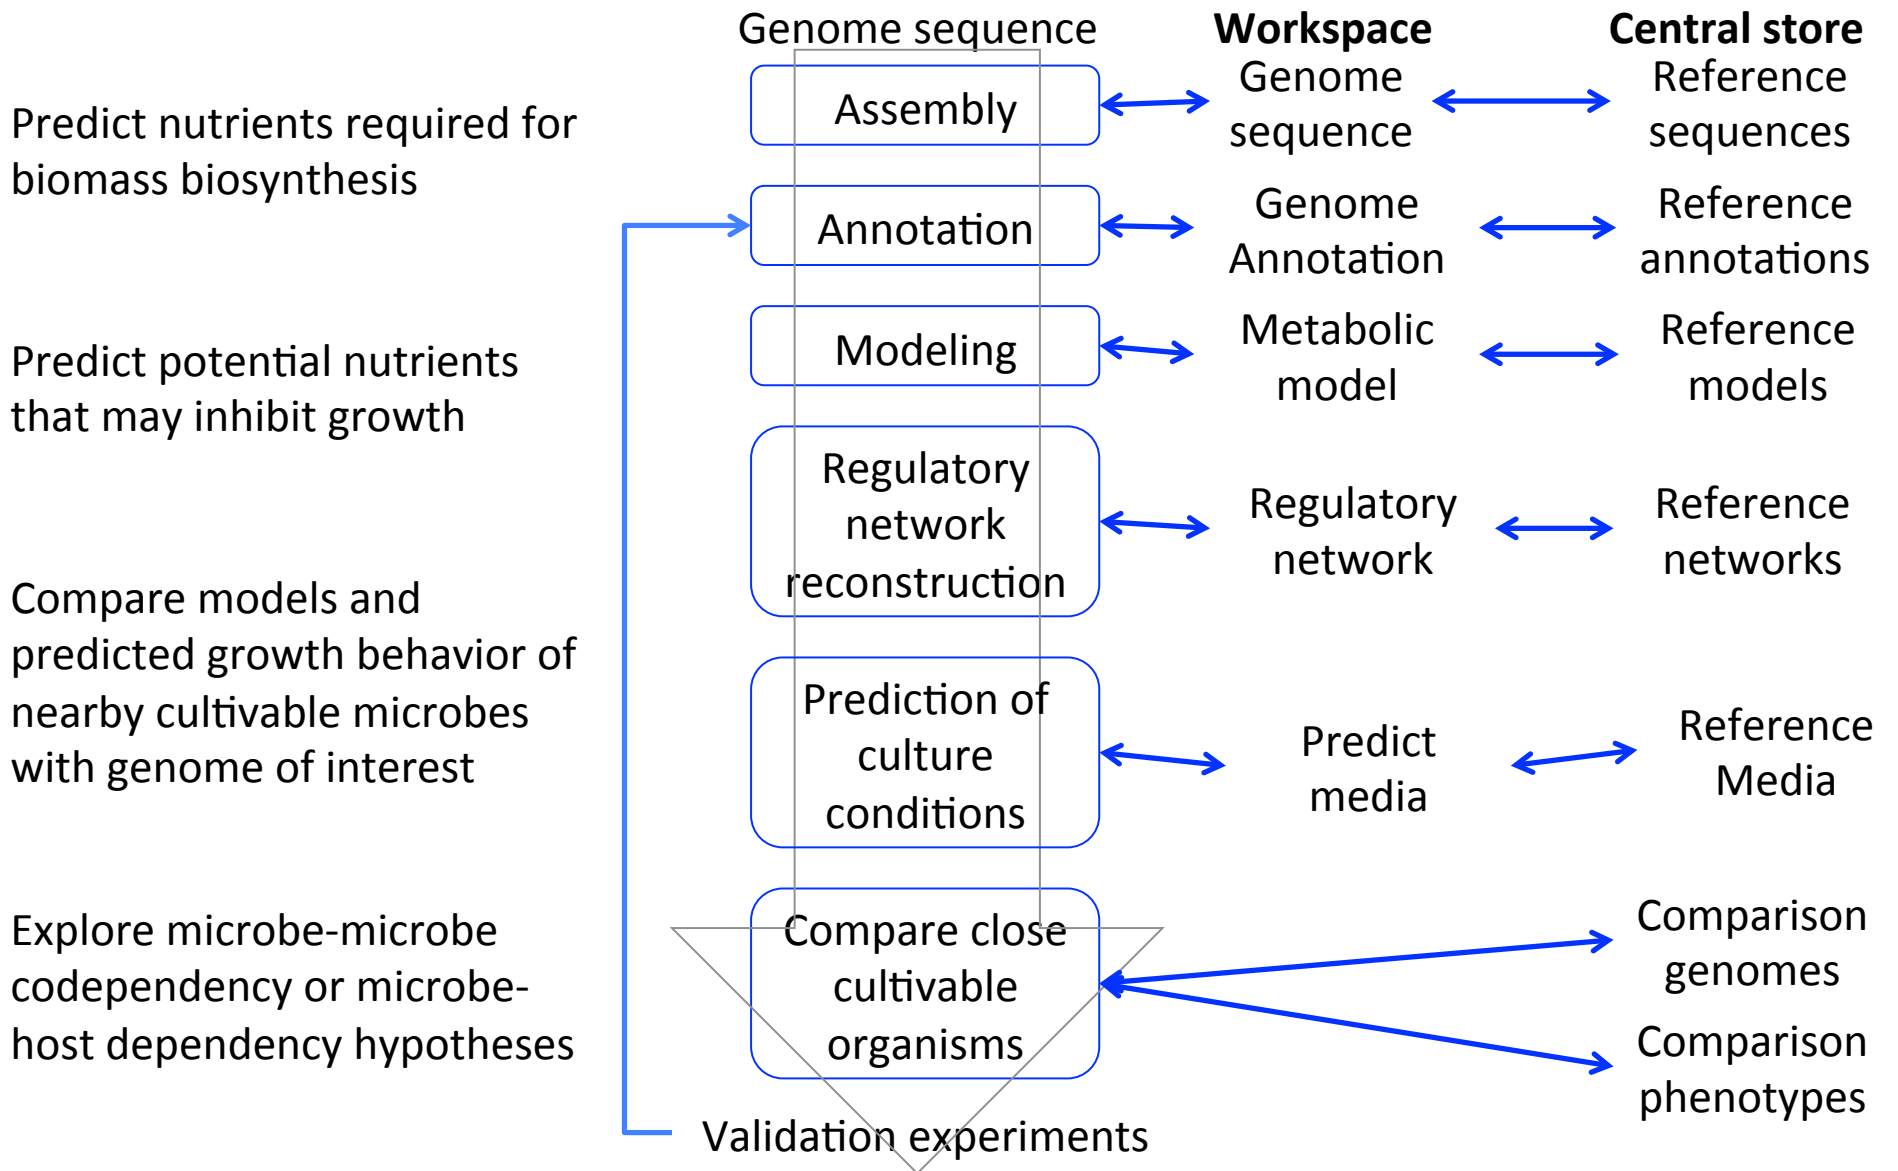 Genome sequence
Workspace
Central store
Predict nutrients required for
biomass biosynthesis
Predict potential nutrients
that may inhibit growth
Compare models and
predicted growth behavior of
nearby cultivable microbes
with genome of interest
Explore microbe-microbe
codependency or microbe-
host dependency hypotheses
Assembly
Genome
sequence
Reference
sequences
Annotation
Genome
Annotation
Reference
annotations
Modeling
Metabolic
model
Reference
models
Regulatory
network
reconstruction
Regulatory
network
Reference
networks
Prediction of
culture
conditions
Predict
media
Reference
Media
Compare close
cultivable
organisms
Comparison
genomes
Comparison
phenotypes
Validation experiments